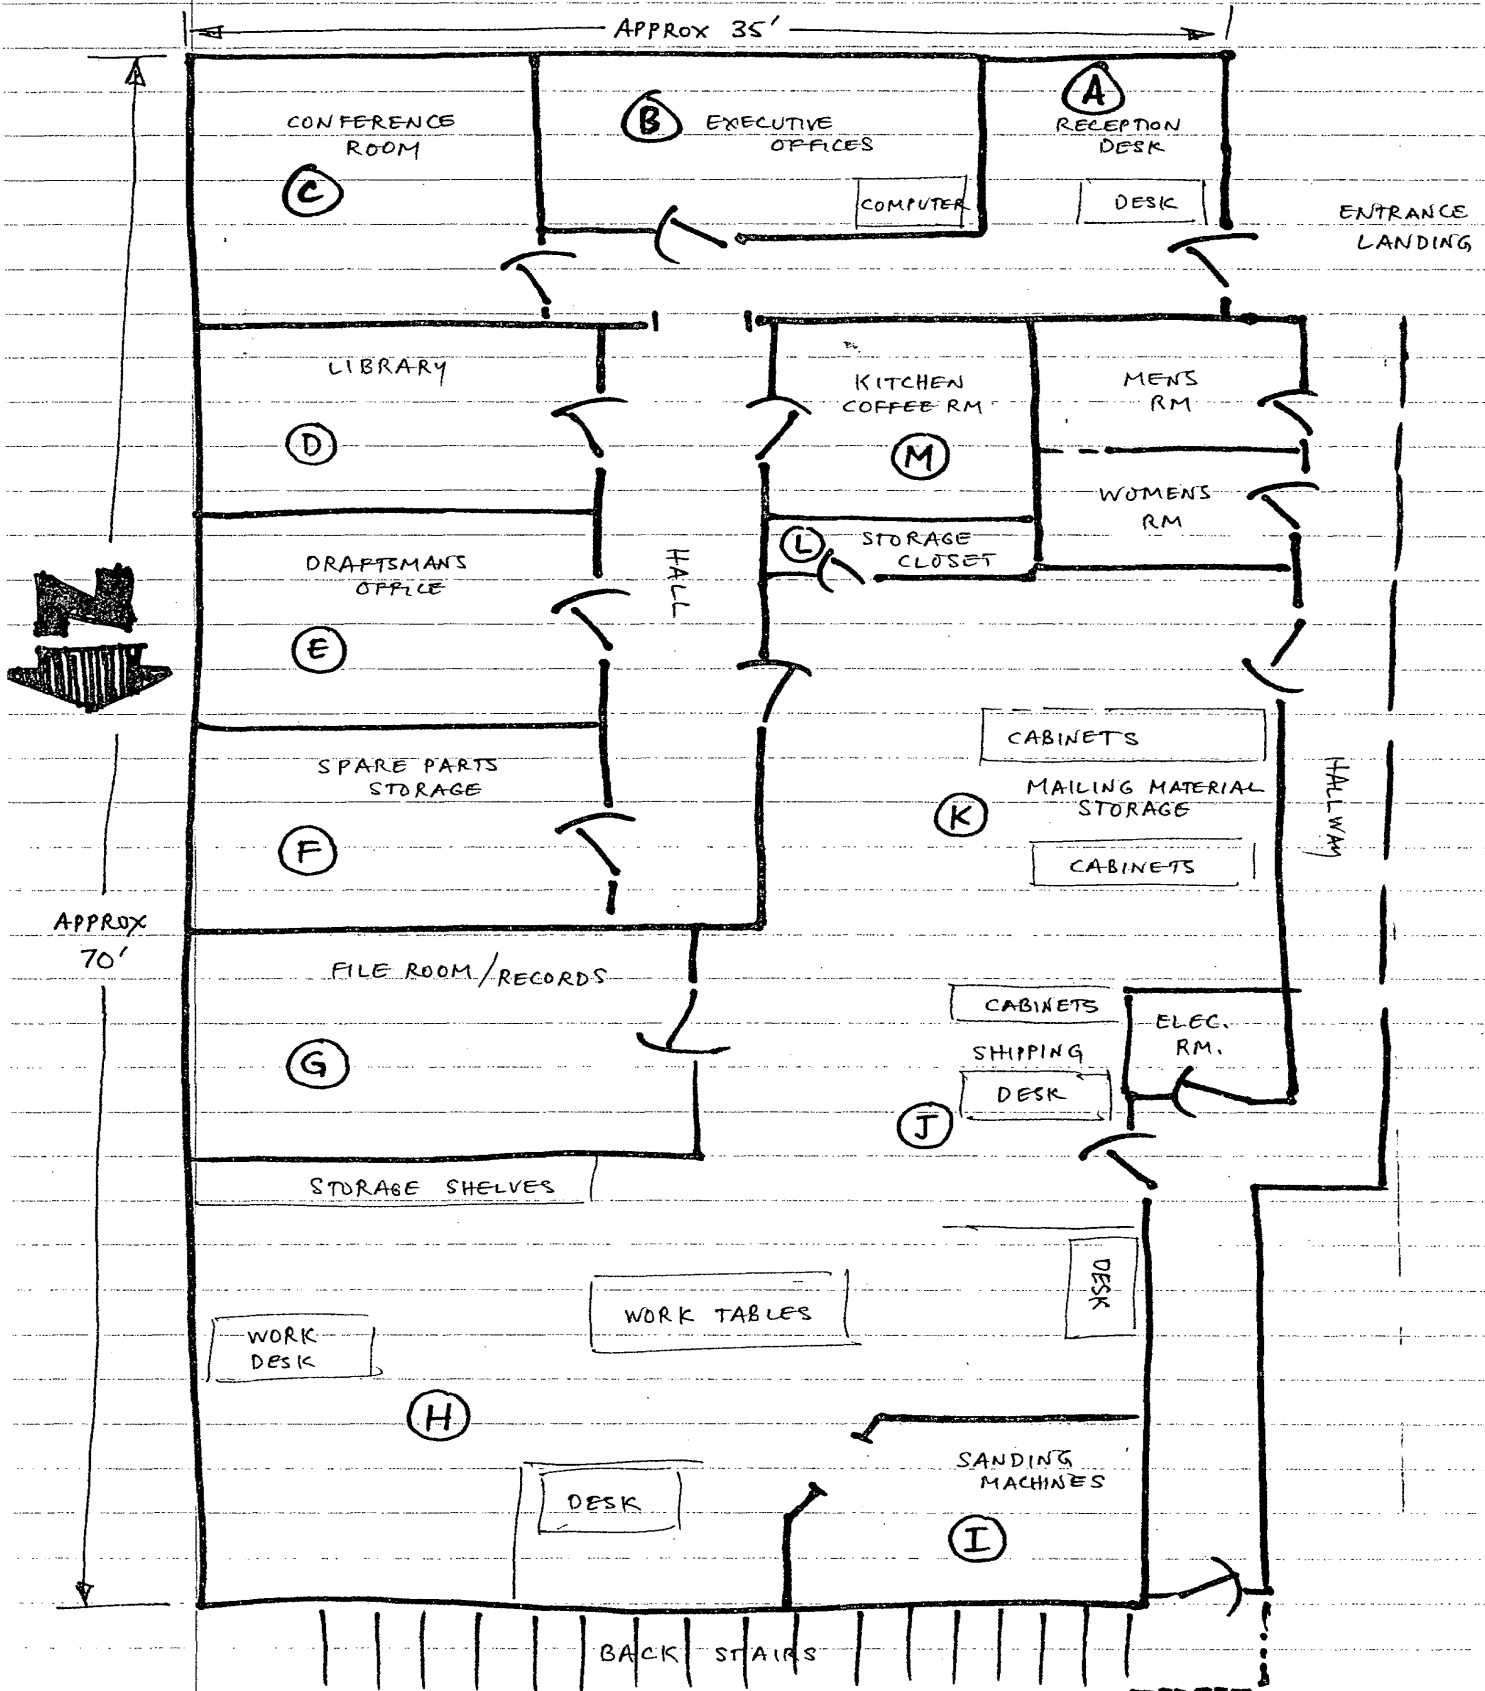 APPROX 35'
A
B
EXECUTIVE
OFFICES
RECEPTION
DESK
CONFERENCE
ROOM
C
COMPUTER
DESK
ENTRANCE
LANDING
LIBRARY
D
KITCHEN
COFFEE RM
M
MENS
RM
WOMENS
RM
L
STORAGE
CLOSET
HALL
DRAFTSMANS
OFFICE
E
N
CABINETS
MAILING MATERIAL
STORAGE
K
CABINETS
HALLWAY
SPARE PARTS
STORAGE
F
APPROX
70'
FILE ROOM/RECORDS
G
CABINETS
ELEC.
RM.
SHIPPING
DESK
J
STORAGE SHELVES
DESK
WORK TABLES
WORK
DESK
H
SANDING
MACHINES
DESK
I
BACK STAIRS